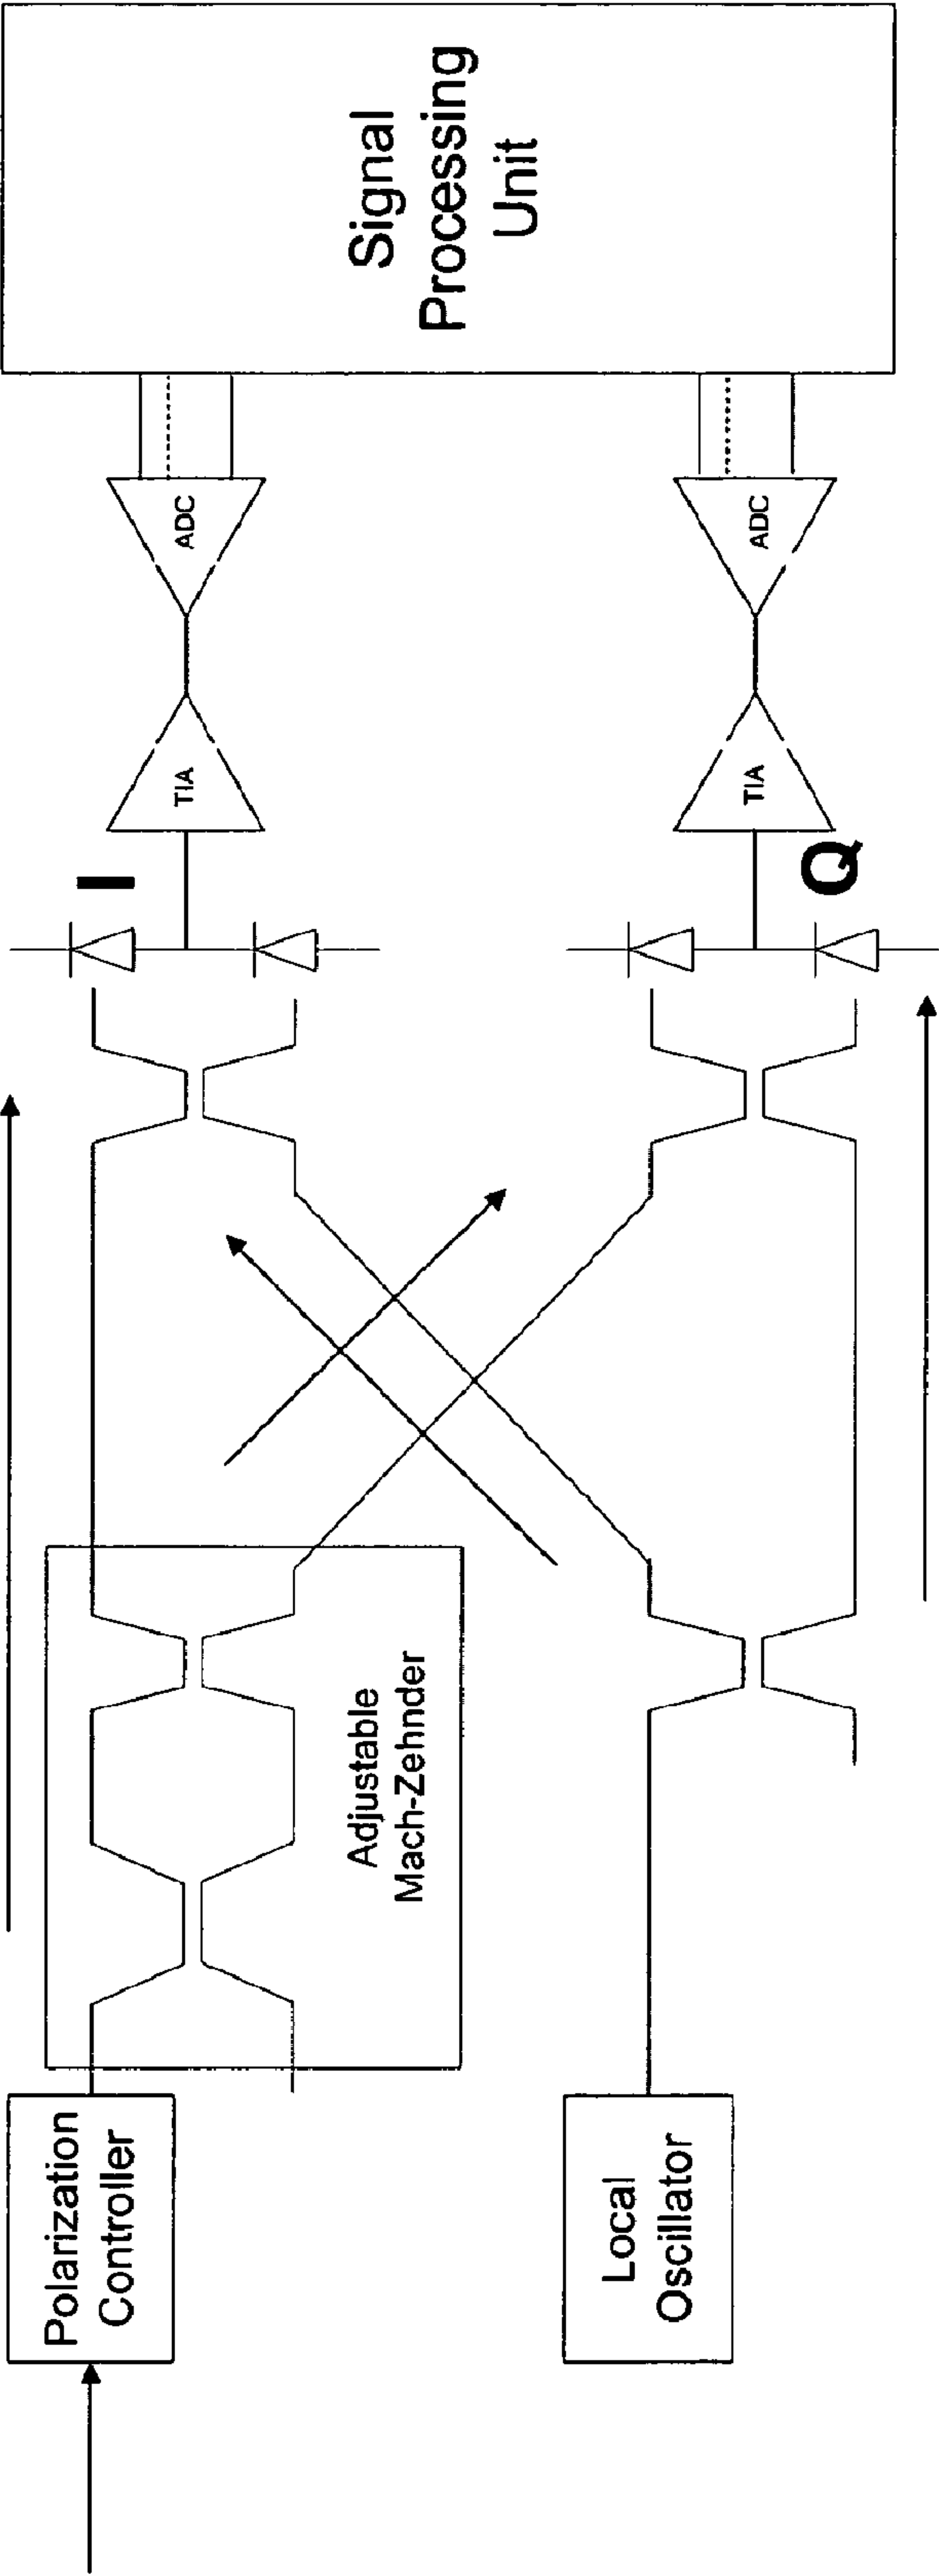 Polarization
Controller
Adjustable
Mach-Zehnder
Local
Oscillator
I
Q
TIA
ADC
TIA
ADC
Signal
Processing
Unit